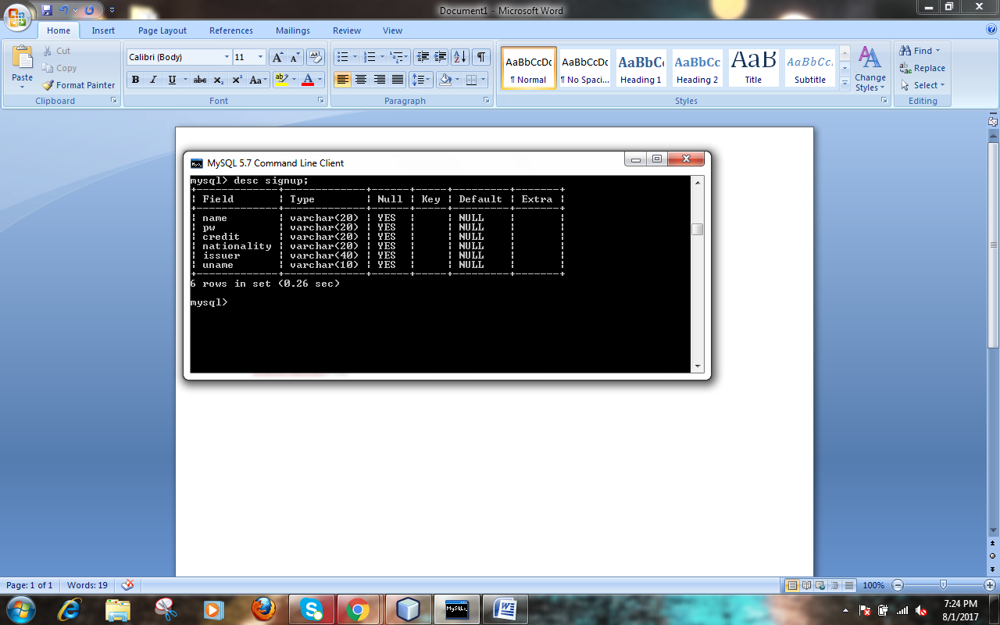 Document1 - Microsoft Word
Home Insert Page Layout References Mailings Review View
Paste
Cut
Copy
Format Painter
Clipboard
Calibri (Body) 11
Font
Paragraph
AaBbCcDc AaBbCcDc AaBbC AaBbCc AaB AaBbCc.
¶ Normal ¶ No Spaci... Heading 1 Heading 2 Title Subtitle
Change Styles
Styles
Find
Replace
Select
Editing
MySQL 5.7 Command Line Client
mysql> desc signup;
+-------------+-------------+------+-----+---------+-------+
| Field       | Type        | Null | Key | Default | Extra |
+-------------+-------------+------+-----+---------+-------+
| name        | varchar(20) | YES  |     | NULL    |       |
| pw          | varchar(20) | YES  |     | NULL    |       |
| credit      | varchar(20) | YES  |     | NULL    |       |
| nationality | varchar(20) | YES  |     | NULL    |       |
| issuer      | varchar(40) | YES  |     | NULL    |       |
| uname       | varchar(10) | YES  |     | NULL    |       |
+-------------+-------------+------+-----+---------+-------+
6 rows in set (0.26 sec)
mysql>
Page: 1 of 1 Words: 19 100%
7:24 PM
8/1/2017